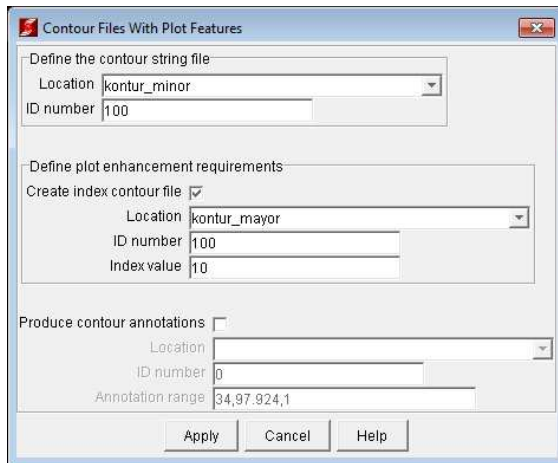 Contour Files With Plot Features
Define the contour string file
Location kontur_minor
ID number 100
Define plot enhancement requirements
Create index contour file
Location kontur_mayor
ID number 100
Index value 10
Produce contour annotations
Location
ID number 0
Annotation range 34,97.924,1
Apply Cancel Help